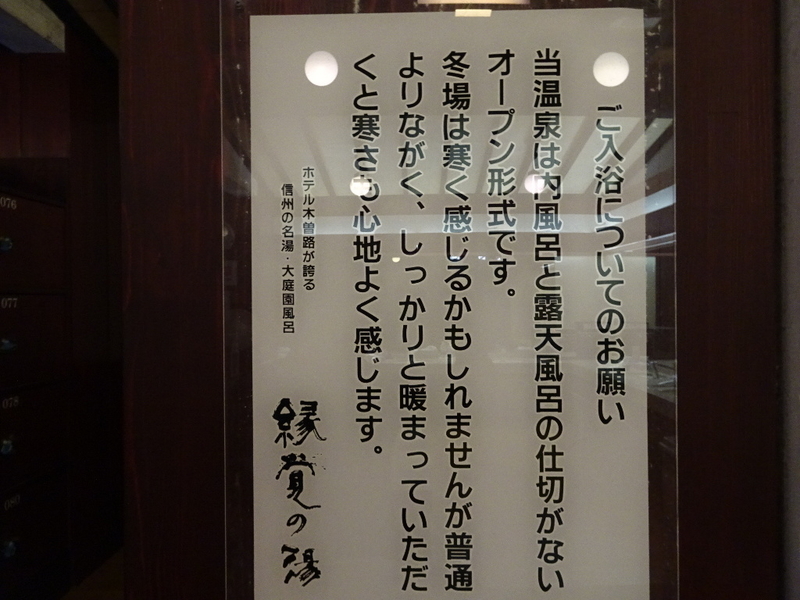 ご入浴についてのお願い
当温泉は内風呂と露天風呂の仕切がない
オープン形式です。
冬場は寒く感じるかもしれませんが普通
よりながく、しっかりと暖まっていただ
くと寒さも心地よく感じます。
ホテル木曽路が誇る
信州の名湯・大庭園風呂
縁覚の湯
076
077
078
080